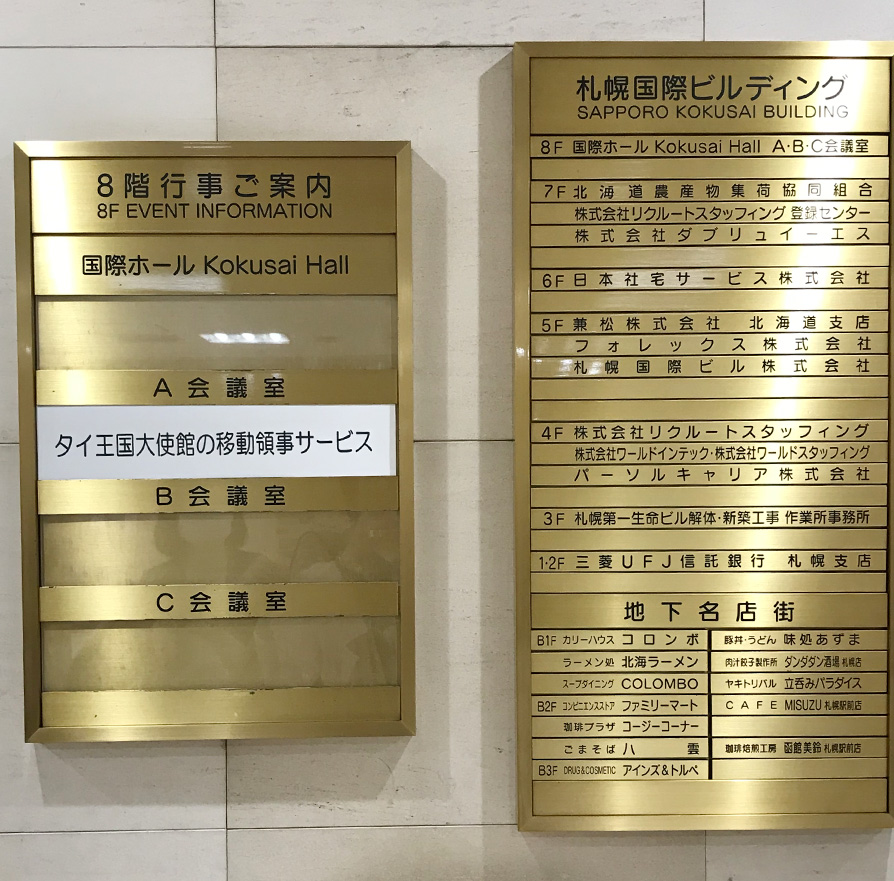 8階行事ご案内
8F EVENT INFORMATION
国際ホール Kokusai Hall
A 会議室
タイ王国大使館の移動領事サービス
B 会議室
C 会議室
札幌国際ビルディング
SAPPORO KOKUSAI BUILDING
8F 国際ホール Kokusai Hall A・B・C会議室
7F 北海道農産物集荷協同組合
株式会社リクルートスタッフィング 登録センター
株式会社ダブリュイーエス
6F 日本社宅サービス株式会社
5F 兼松株式会社 北海道支店
フォレックス株式会社
札幌国際ビル株式会社
4F 株式会社リクルートスタッフィング
株式会社ワールドインテック・株式会社ワールドスタッフィング
パーソルキャリア株式会社
3F 札幌第一生命ビル解体・新築工事 作業所事務所
1・2F 三菱UFJ信託銀行 札幌支店
地下名店街
B1F カリーハウス コロンボ
ラーメン処 北海ラーメン
スープダイニング COLOMBO
B2F コンビニエンスストア ファミリーマート
珈琲プラザ コージーコーナー
ごまそば 八雲
B3F DRUG&COSMETIC アインズ&トルペ
豚丼・うどん 味処あずま
肉汁餃子製作所 ダンダダン酒場 札幌店
ヤキトリバル 立呑みパラダイス
CAFE MISUZU 札幌駅前店
珈琲焙煎工房 函館美鈴 札幌駅前店